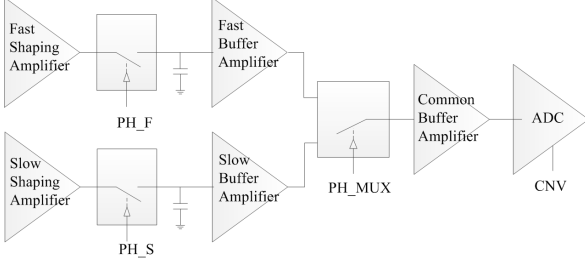 Fast
Shaping
Amplifier
PH_F
Fast
Buffer
Amplifier
Slow
Shaping
Amplifier
PH_S
Slow
Buffer
Amplifier
PH_MUX
Common
Buffer
Amplifier
ADC
CNV